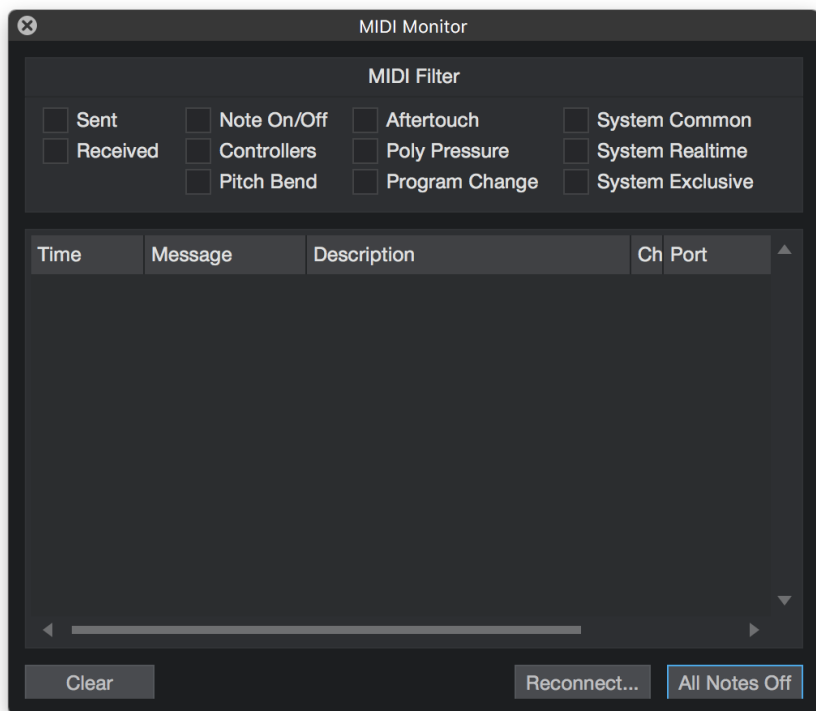 MIDI Monitor
MIDI Filter
Sent Note On/Off Aftertouch System Common
Received Controllers Poly Pressure System Realtime
Pitch Bend Program Change System Exclusive
Time Message Description Ch Port
Clear Reconnect... All Notes Off